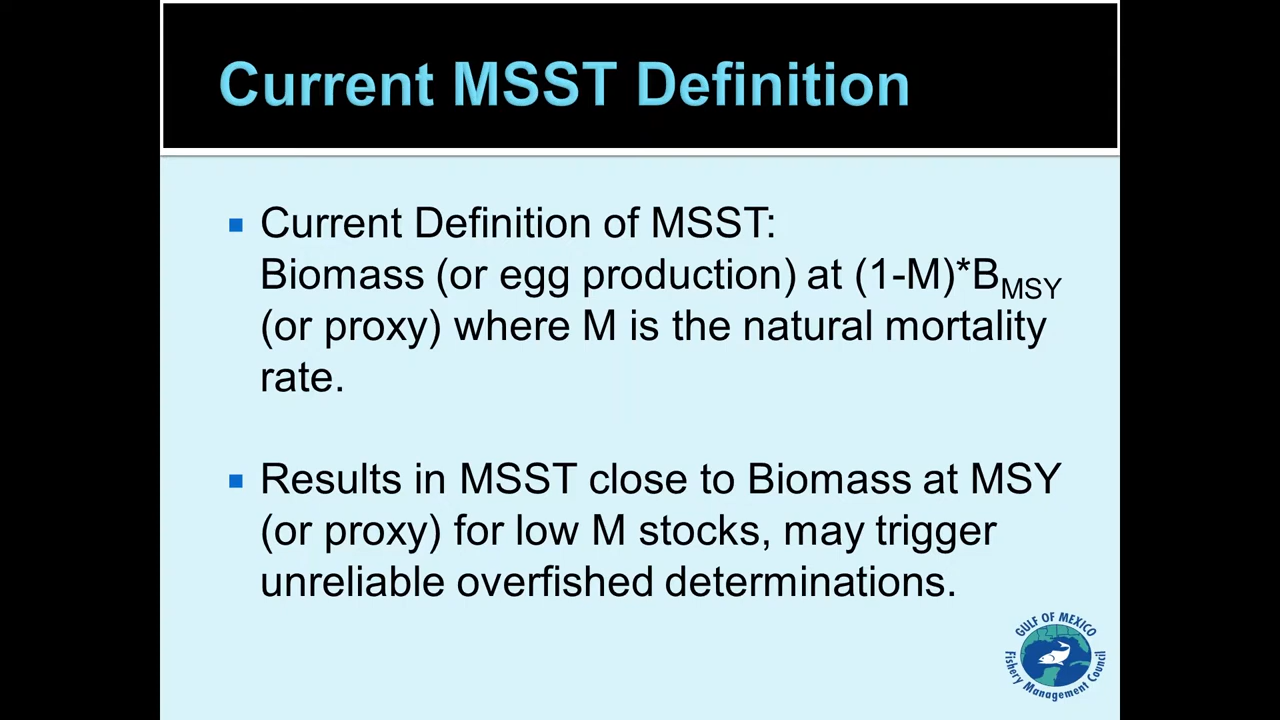 Current MSST Definition
Current Definition of MSST:
Biomass (or egg production) at (1-M)*BMSY
(or proxy) where M is the natural mortality
rate.
Results in MSST close to Biomass at MSY
(or proxy) for low M stocks, may trigger
unreliable overfished determinations.
GULF OF MEXICO
Fishery Management Council